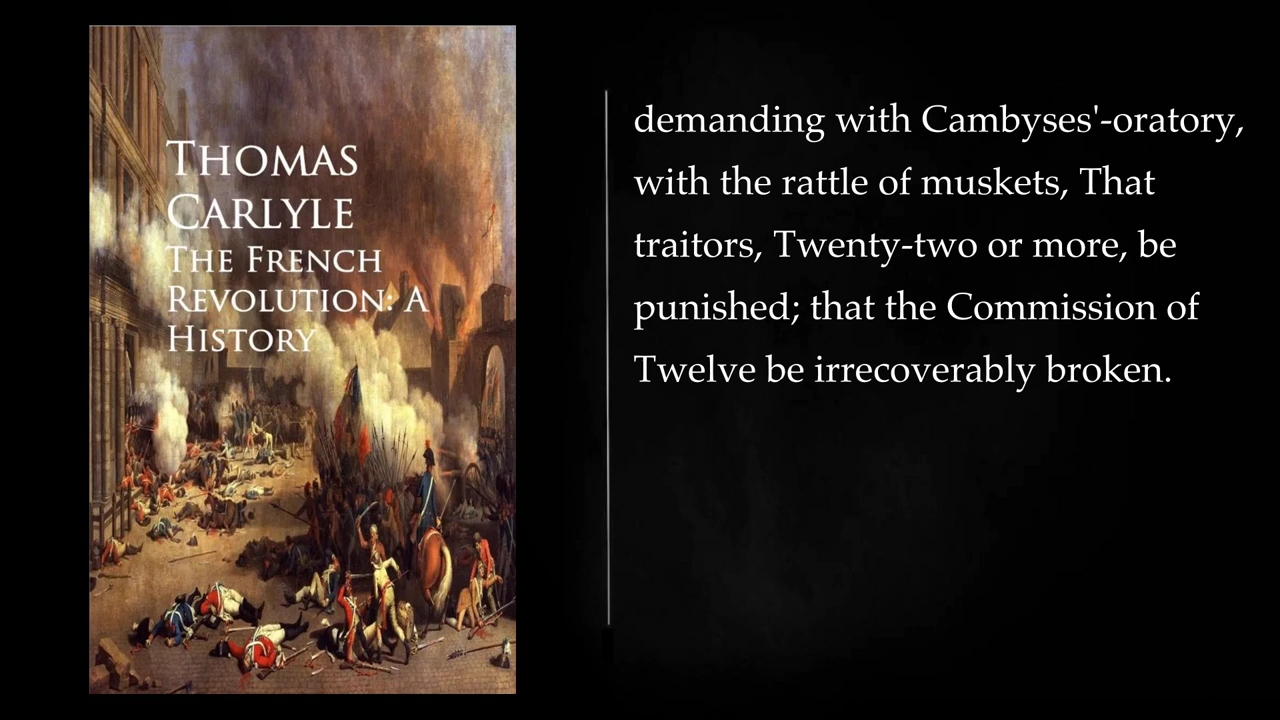 THOMAS
CARLYLE
THE FRENCH
REVOLUTION: A
HISTORY
demanding with Cambyses'-oratory,
with the rattle of muskets, That
traitors, Twenty-two or more, be
punished; that the Commission of
Twelve be irrecoverably broken.